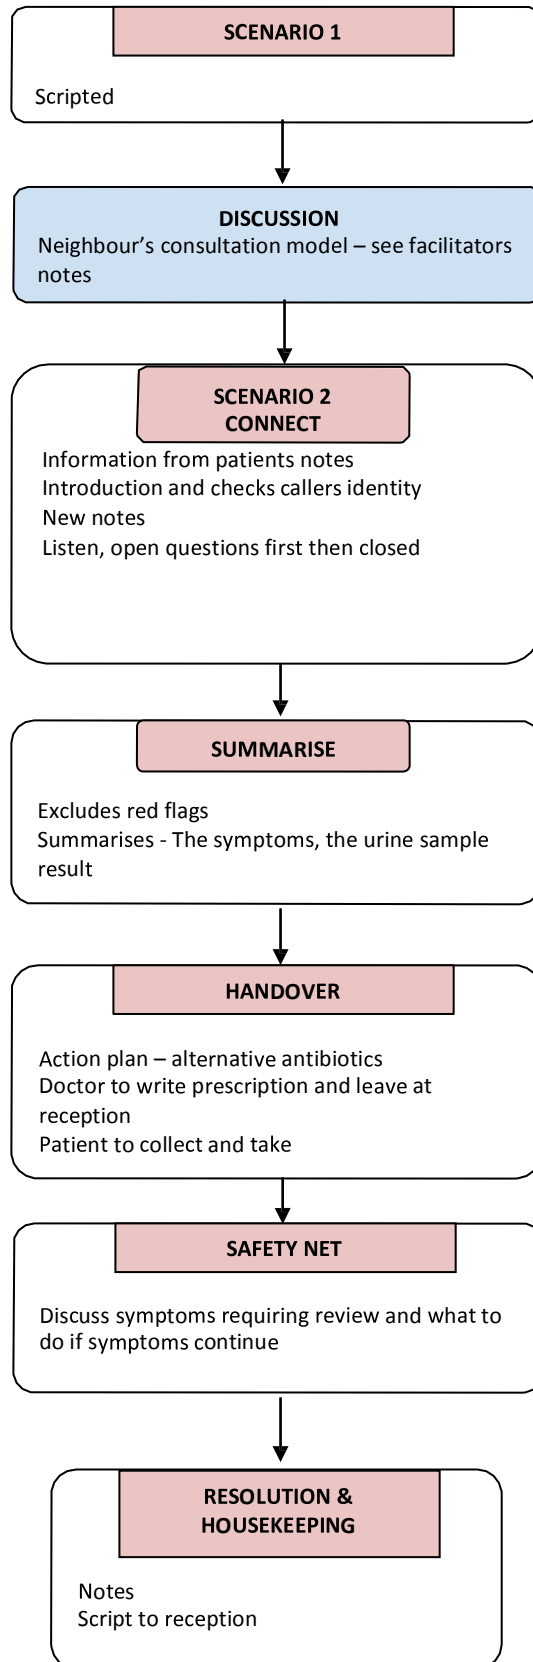 SCENARIO 1
Scripted
DISCUSSION
Neighbour’s consultation model – see facilitators
notes
SCENARIO 2
CONNECT
Information from patients notes
Introduction and checks callers identity
New notes
Listen, open questions first then closed
SUMMARISE
Excludes red flags
Summarises - The symptoms, the urine sample
result
HANDOVER
Action plan – alternative antibiotics
Doctor to write prescription and leave at
reception
Patient to collect and take
SAFETY NET
Discuss symptoms requiring review and what to
do if symptoms continue
RESOLUTION &
HOUSEKEEPING
Notes
Script to reception